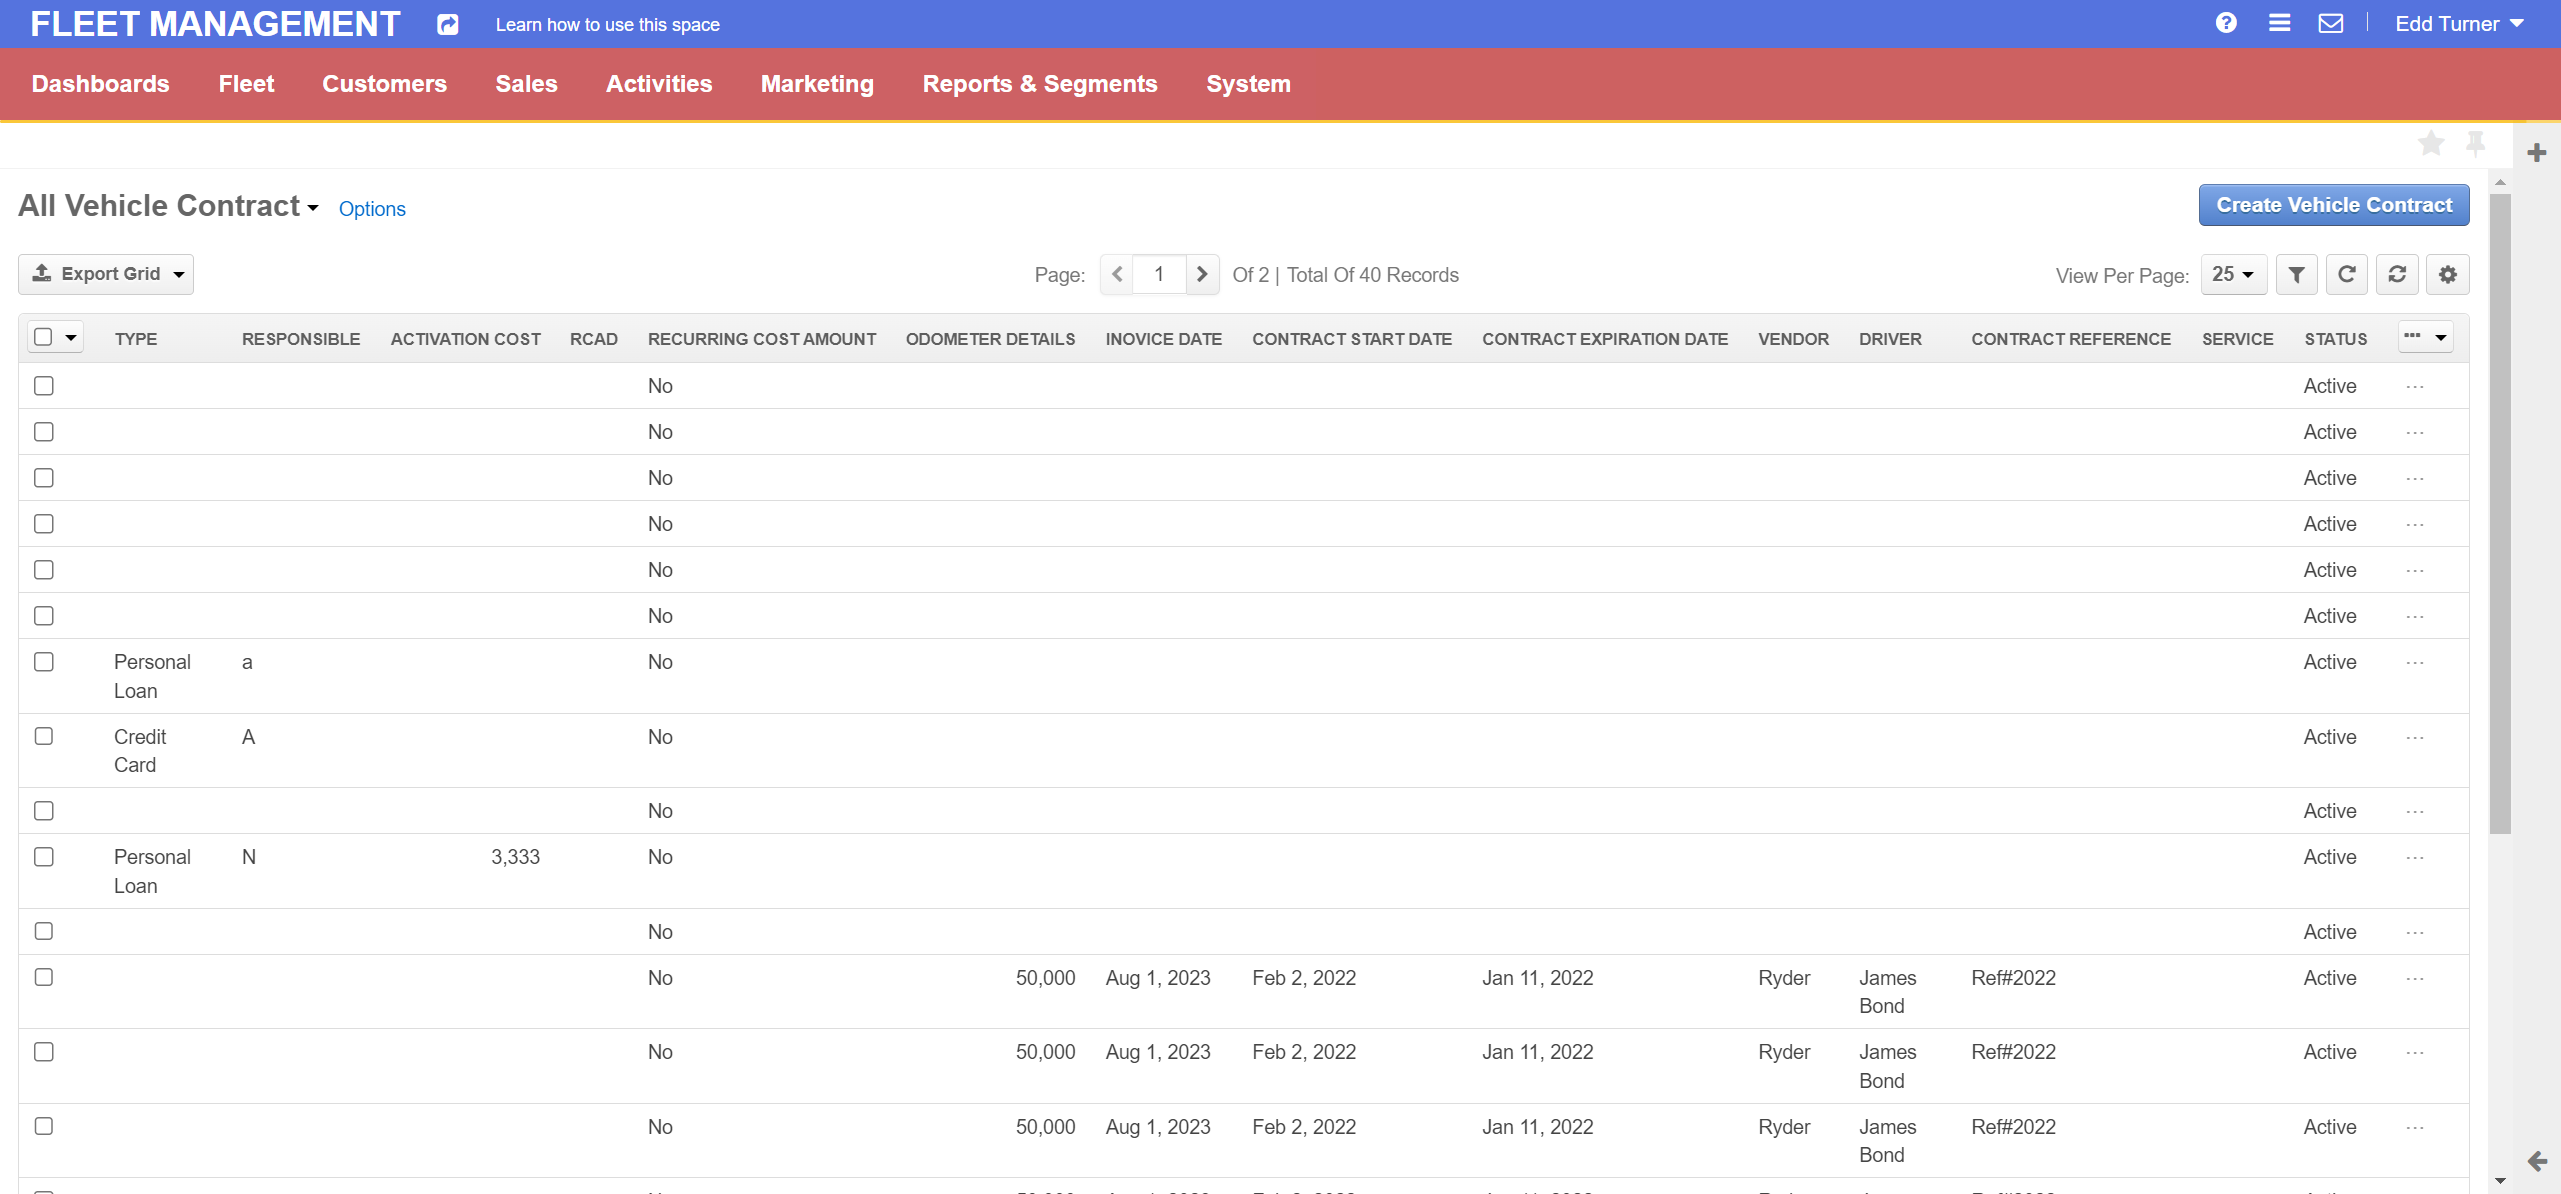 FLEET MANAGEMENT Learn how to use this space Edd Turner
Dashboards Fleet Customers Sales Activities Marketing Reports & Segments System
All Vehicle Contract Options Create Vehicle Contract
Export Grid Page: 1 Of 2 | Total Of 40 Records View Per Page: 25
TYPE RESPONSIBLE ACTIVATION COST RCAD RECURRING COST AMOUNT ODOMETER DETAILS INOVICE DATE CONTRACT START DATE CONTRACT EXPIRATION DATE VENDOR DRIVER CONTRACT REFERENCE SERVICE STATUS
No Active
No Active
No Active
No Active
No Active
No Active
Personal a No Active
Loan
Credit A No Active
Card
No Active
Personal N 3,333 No Active
Loan
No Active
No 50,000 Aug 1, 2023 Feb 2, 2022 Jan 11, 2022 Ryder James Ref#2022 Active
Bond
No 50,000 Aug 1, 2023 Feb 2, 2022 Jan 11, 2022 Ryder James Ref#2022 Active
Bond
No 50,000 Aug 1, 2023 Feb 2, 2022 Jan 11, 2022 Ryder James Ref#2022 Active
Bond